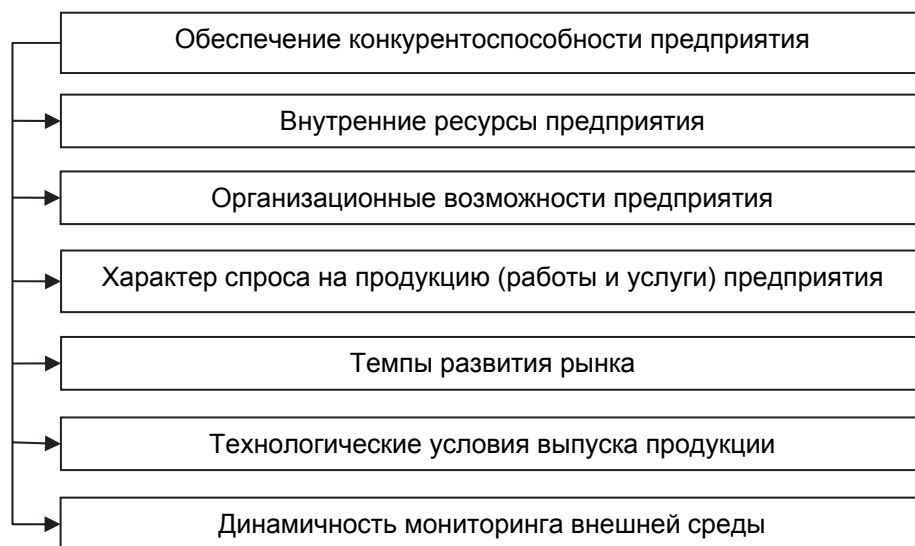 Обеспечение конкурентоспособности предприятия
Внутренние ресурсы предприятия
Организационные возможности предприятия
Характер спроса на продукцию (работы и услуги) предприятия
Темпы развития рынка
Технологические условия выпуска продукции
Динамичность мониторинга внешней среды